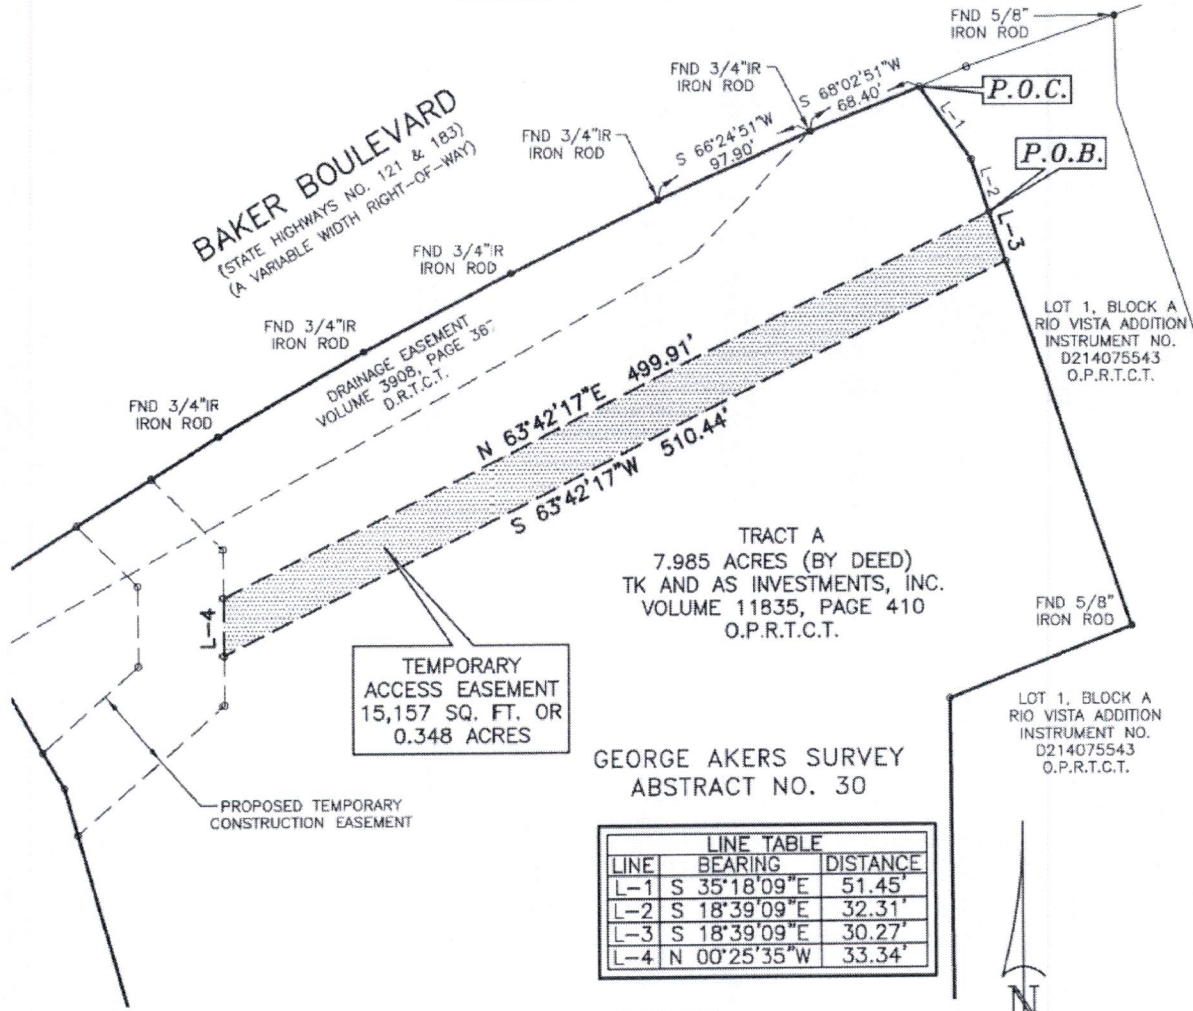 FND 5/8"
IRON ROD
FND 3/4"IR
IRON ROD
S 68°02'51"W
68.40'
P.O.C.
L-1
BAKER BOULEVARD
(STATE HIGHWAYS NO. 121 & 183)
(A VARIABLE WIDTH RIGHT-OF-WAY)
FND 3/4"IR
IRON ROD
S 66°24'51"W
97.90'
P.O.B.
L-2
L-3
FND 3/4"IR
IRON ROD
LOT 1, BLOCK A
RIO VISTA ADDITION
INSTRUMENT NO.
D214075543
O.P.R.T.C.T.
FND 3/4"IR
IRON ROD
DRAINAGE EASEMENT
VOLUME 3908, PAGE
D.R.T.C.T.
FND 3/4"IR
IRON ROD
N 63°42'17"E 499.91'
S 63°42'17"W 510.44'
TRACT A
7.985 ACRES (BY DEED)
TK AND AS INVESTMENTS, INC.
VOLUME 11835, PAGE 410
O.P.R.T.C.T.
FND 5/8"
IRON ROD
L-4
TEMPORARY
ACCESS EASEMENT
15,157 SQ. FT. OR
0.348 ACRES
LOT 1, BLOCK A
RIO VISTA ADDITION
INSTRUMENT NO.
D214075543
O.P.R.T.C.T.
GEORGE AKERS SURVEY
ABSTRACT NO. 30
PROPOSED TEMPORARY
CONSTRUCTION EASEMENT
LINE TABLE
LINE BEARING DISTANCE
L-1 S 35°18'09"E 51.45'
L-2 S 18°39'09"E 32.31'
L-3 S 18°39'09"E 30.27'
L-4 N 00°25'35"W 33.34'
N